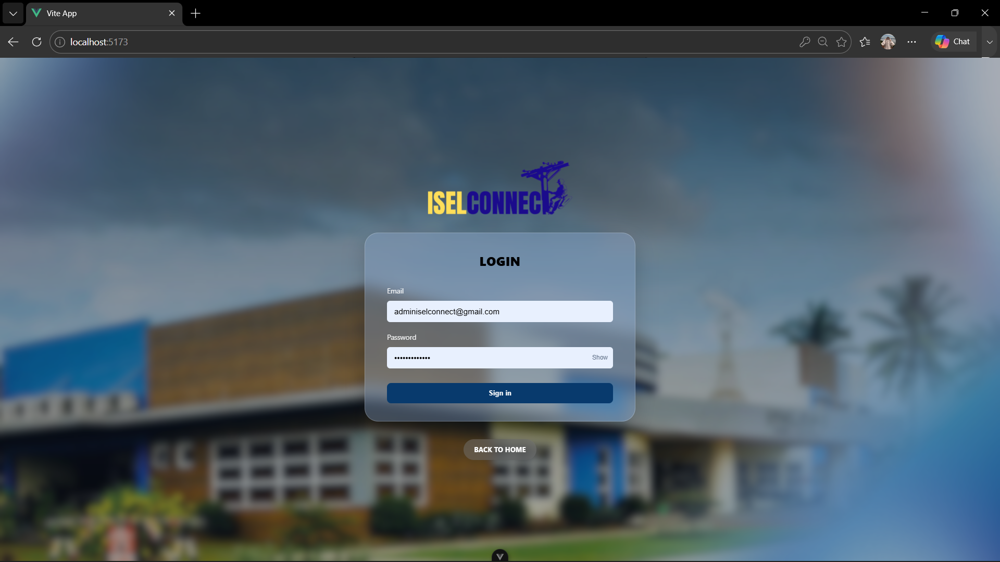 Vite App
localhost:5173
Chat
ISELCONNECT
LOGIN
Email
adminiselconnect@gmail.com
Password
•••••••••••••
Show
Sign in
BACK TO HOME